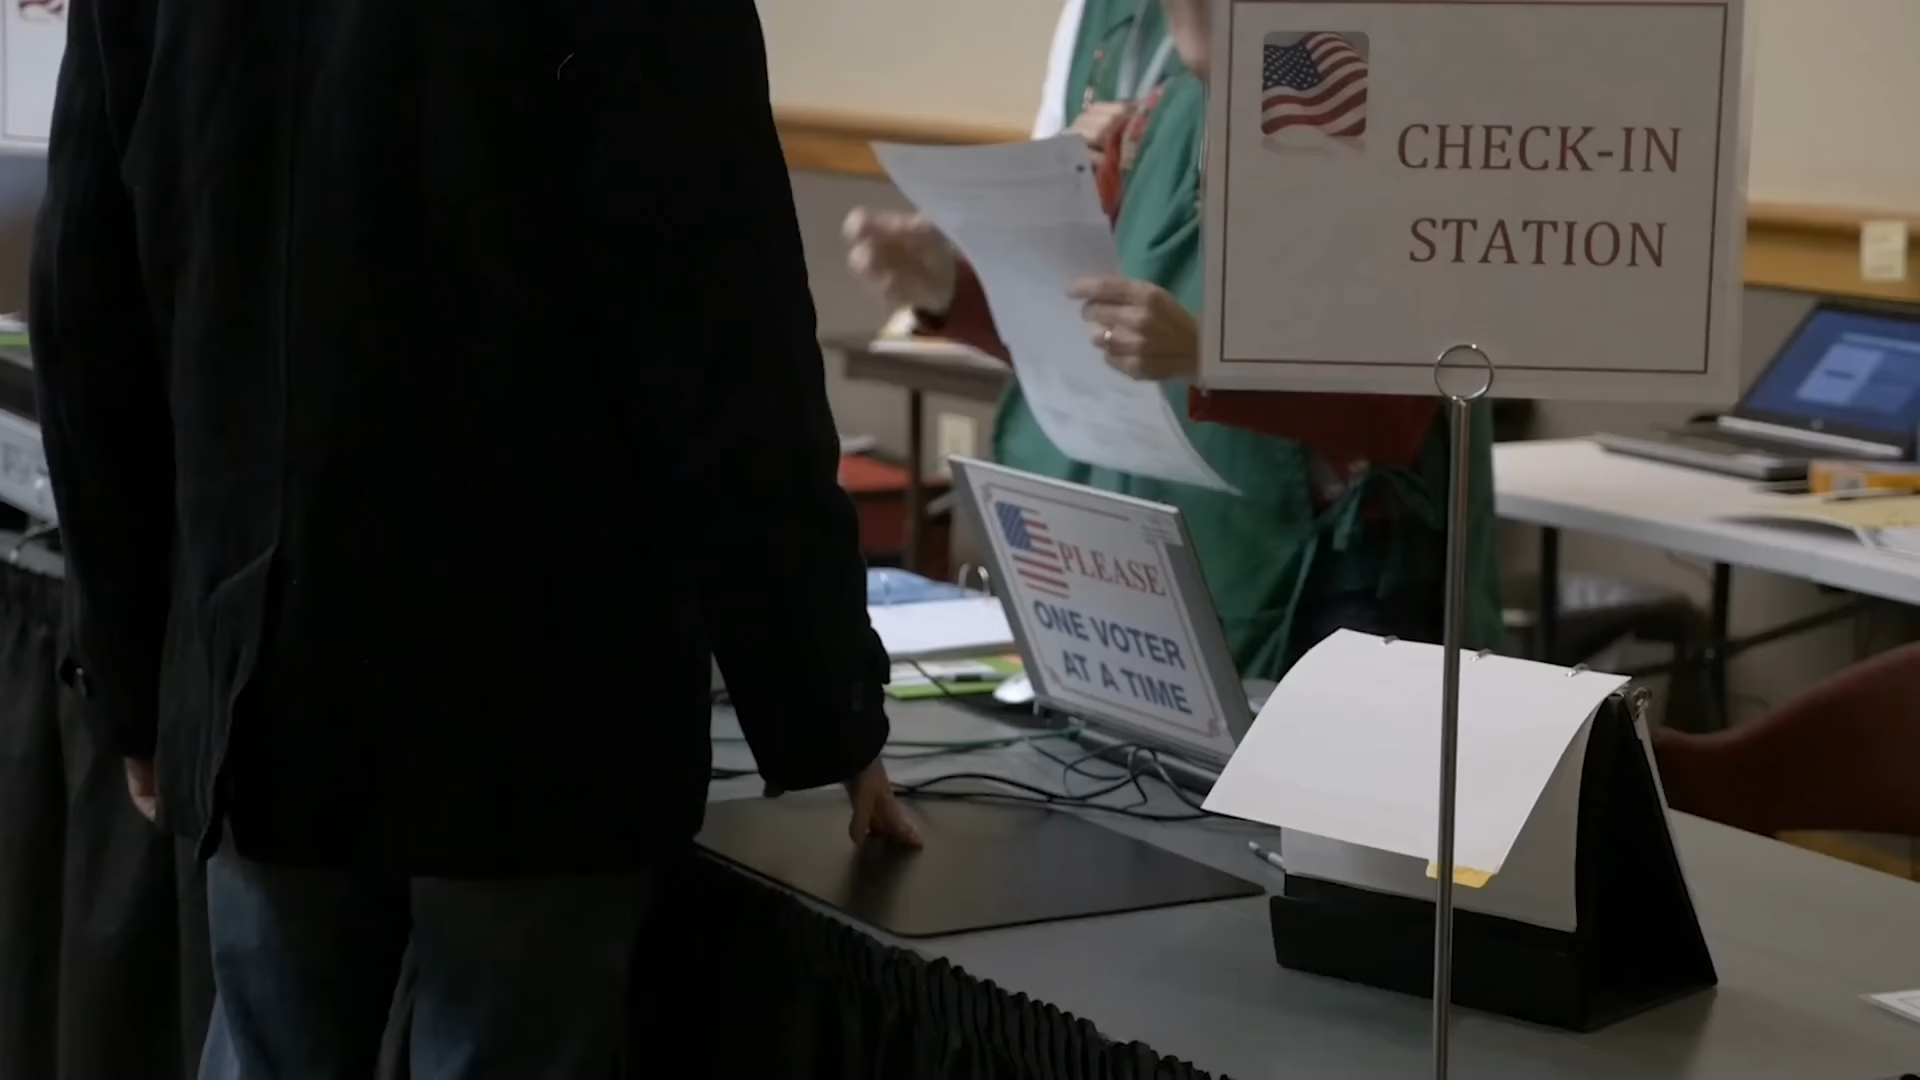 CHECK-IN
STATION
PLEASE
ONE VOTER
AT A TIME